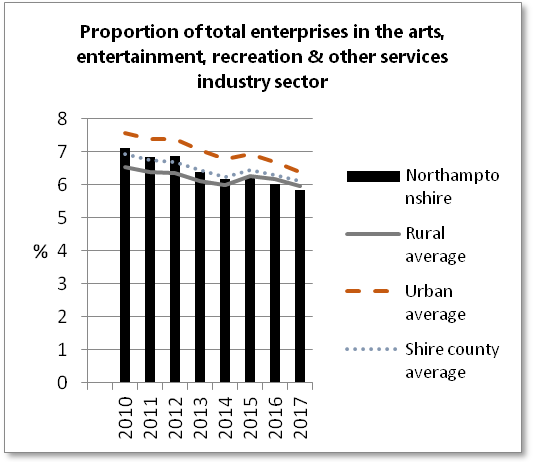 Proportion of total enterprises in the arts,
entertainment, recreation & other services
industry sector
8
7
6
5
% 4
3
2
1
0
2010 2011 2012 2013 2014 2015 2016 2017
Northampto
nshire
Rural
average
Urban
average
Shire county
average